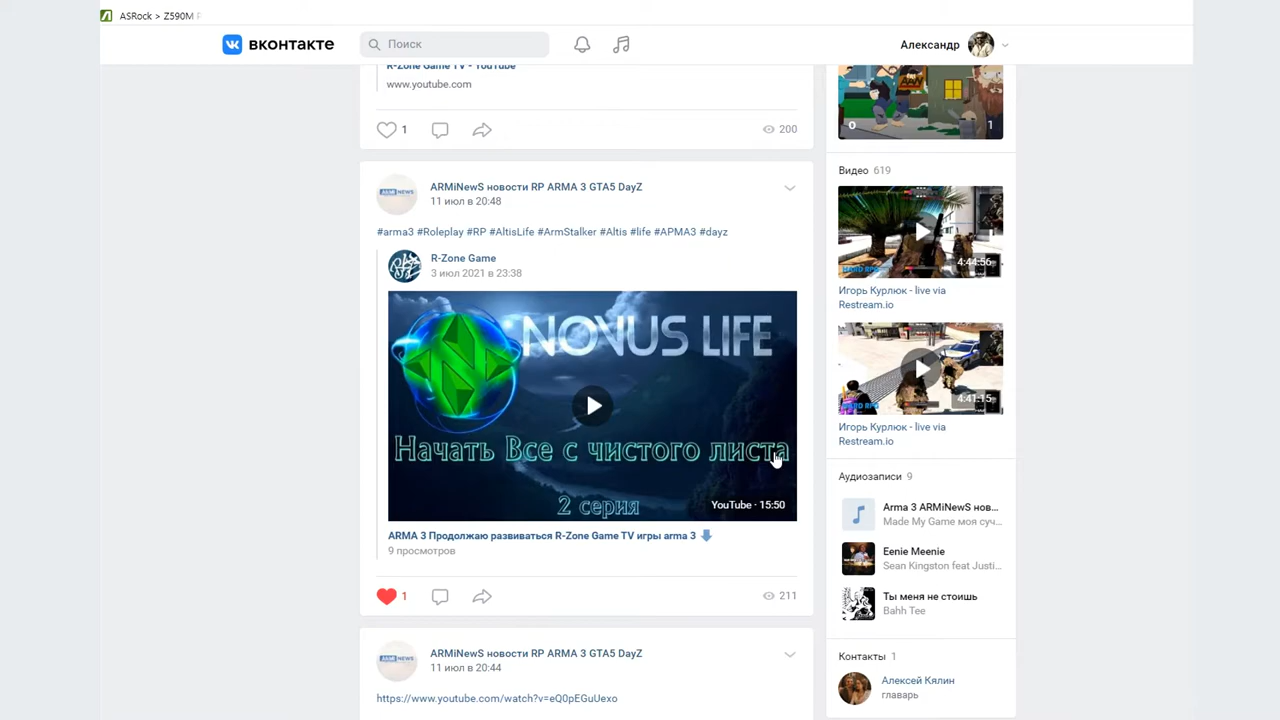 ASRock > Z590M
вконтакте
Поиск
Александр
R-Zone Game TV - YouTube
www.youtube.com
1
200
0
1
ARMiNewS новости RP ARMA 3 GTA5 DayZ
11 июл в 20:48
#arma3 #Roleplay #RP #AltisLife #ArmStalker #Altis #life #АРМА3 #dayz
R-Zone Game
3 июл 2021 в 23:38
NOVUS LIFE
Начать Все с чистого листа
2 серия
YouTube · 15:50
ARMA 3 Продолжаю развиваться R-Zone Game TV игры arma 3
9 просмотров
1
211
ARMiNewS новости RP ARMA 3 GTA5 DayZ
11 июл в 20:44
https://www.youtube.com/watch?v=eQ0pEGuUexo
Видео 619
4:44:56
Игорь Курлюк - live via
Restream.io
4:41:15
Игорь Курлюк - live via
Restream.io
Аудиозаписи 9
Arma 3 ARMiNewS нов...
Made My Game моя суч...
Eenie Meenie
Sean Kingston feat Justi...
Ты меня не стоишь
Bahh Tee
Контакты 1
Алексей Кялин
главарь